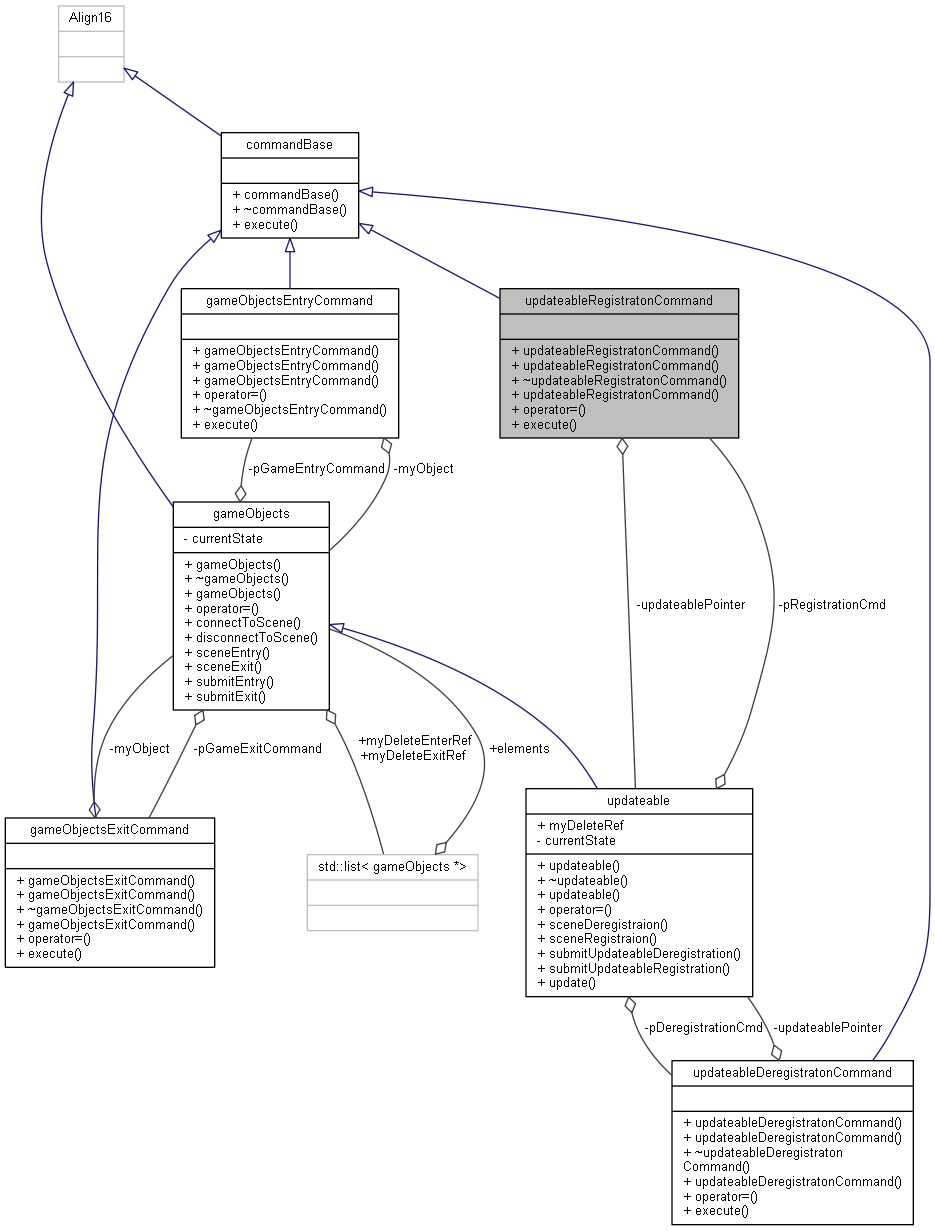 Align16
commandBase
+ commandBase()
+ ~commandBase()
+ execute()
gameObjectsEntryCommand
+ gameObjectsEntryCommand()
+ gameObjectsEntryCommand()
+ gameObjectsEntryCommand()
+ operator=()
+ ~gameObjectsEntryCommand()
+ execute()
updateableRegistratonCommand
+ updateableRegistratonCommand()
+ updateableRegistratonCommand()
+ ~updateableRegistratonCommand()
+ updateableRegistratonCommand()
+ operator=()
+ execute()
-pGameEntryCommand
-myObject
gameObjects
- currentState
+ gameObjects()
+ ~gameObjects()
+ gameObjects()
+ operator=()
+ connectToScene()
+ disconnectToScene()
+ sceneEntry()
+ sceneExit()
+ submitEntry()
+ submitExit()
-updateablePointer
-pRegistrationCmd
-myObject
-pGameExitCommand
+myDeleteEnterRef
+myDeleteExitRef
+elements
gameObjectsExitCommand
+ gameObjectsExitCommand()
+ gameObjectsExitCommand()
+ ~gameObjectsExitCommand()
+ gameObjectsExitCommand()
+ operator=()
+ execute()
std::list< gameObjects *>
updateable
+ myDeleteRef
- currentState
+ updateable()
+ ~updateable()
+ updateable()
+ operator=()
+ sceneDeregistraion()
+ sceneRegistraion()
+ submitUpdateableDeregistration()
+ submitUpdateableRegistration()
+ update()
-pDeregistrationCmd
-updateablePointer
updateableDeregistratonCommand
+ updateableDeregistratonCommand()
+ updateableDeregistratonCommand()
+ ~updateableDeregistraton
Command()
+ updateableDeregistratonCommand()
+ operator=()
+ execute()